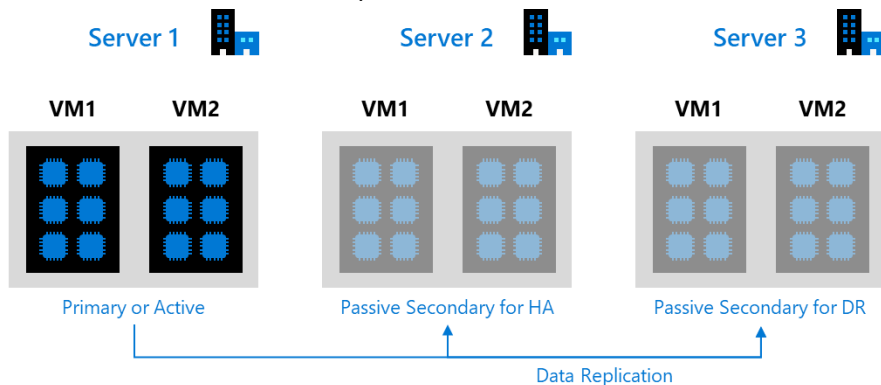 Server 1
Server 2
Server 3
VM1 VM2
VM1 VM2
VM1 VM2
Primary or Active
Passive Secondary for HA
Passive Secondary for DR
Data Replication